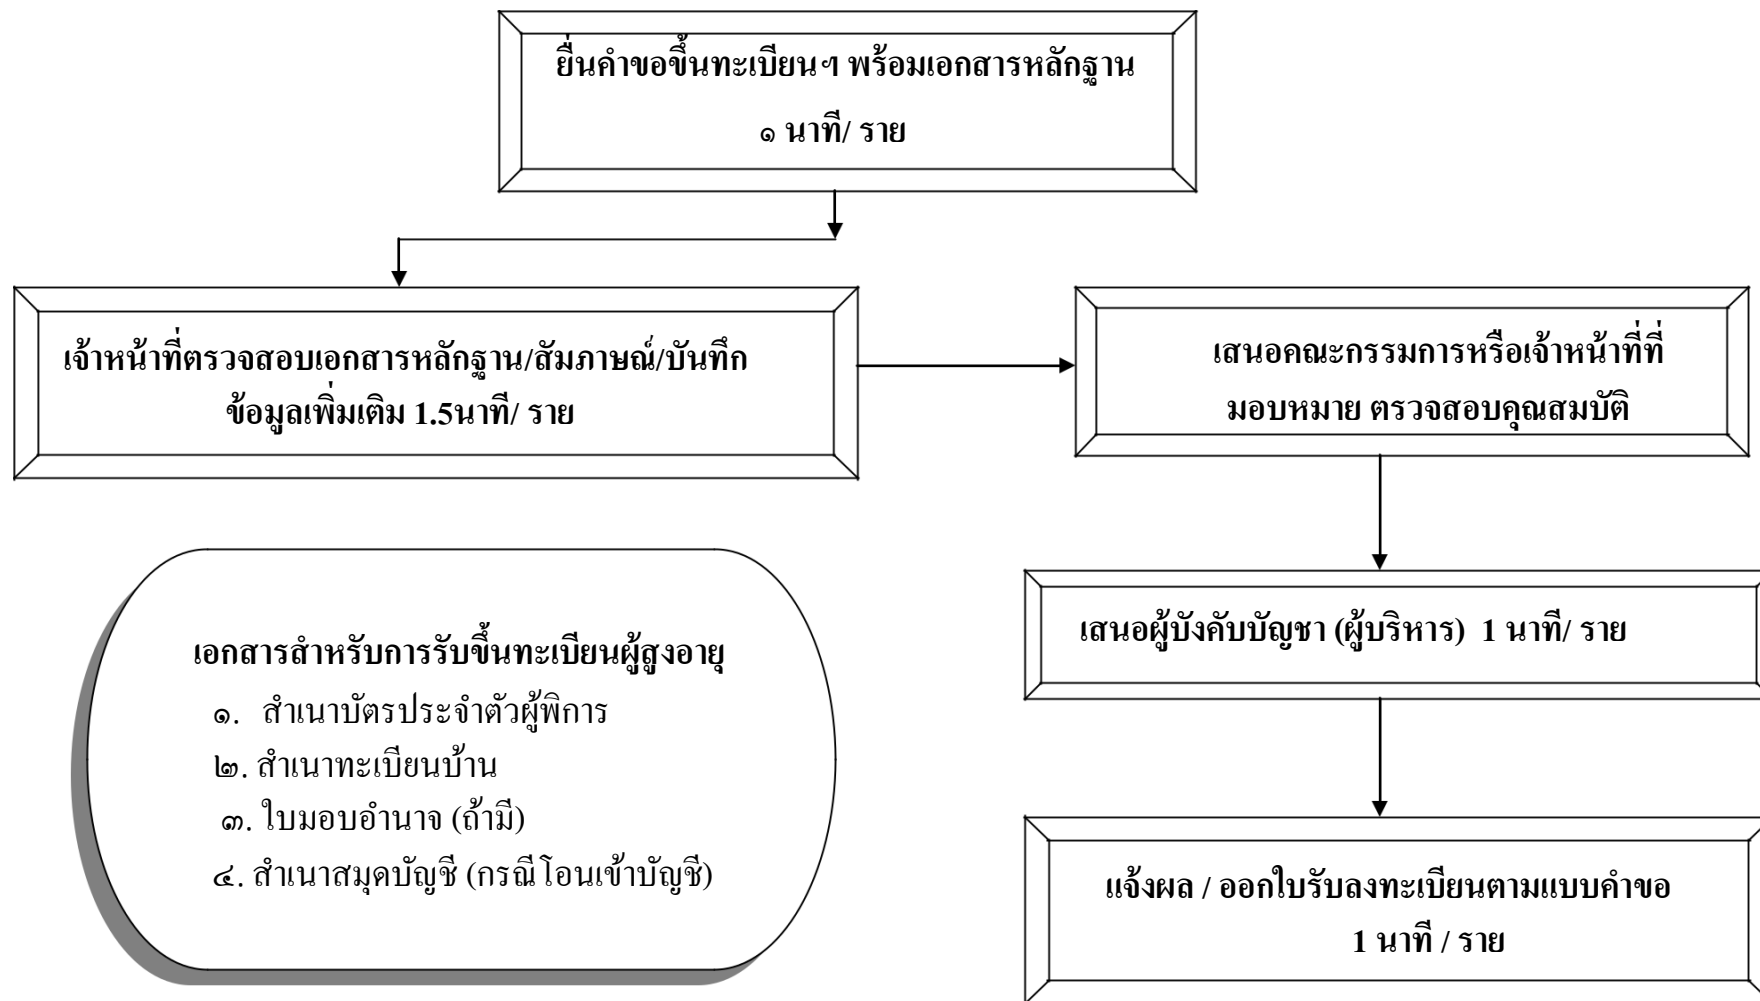 ยื่นคำขอขึ้นทะเบียนฯ พร้อมเอกสารหลักฐาน
๑ นาที/ ราย
เจ้าหน้าที่ตรวจสอบเอกสารหลักฐาน/สัมภาษณ์/บันทึก
ข้อมูลเพิ่มเติม 1.5นาที/ ราย
เสนอคณะกรรมการหรือเจ้าหน้าที่ที่
มอบหมาย ตรวจสอบคุณสมบัติ
เสนอผู้บังคับบัญชา (ผู้บริหาร) 1 นาที/ ราย
แจ้งผล / ออกใบรับลงทะเบียนตามแบบคำขอ
1 นาที / ราย
เอกสารสำหรับการรับขึ้นทะเบียนผู้สูงอายุ
๑. สำเนาบัตรประจำตัวผู้พิการ
๒. สำเนาทะเบียนบ้าน
๓. ใบมอบอำนาจ (ถ้ามี)
๔. สำเนาสมุดบัญชี (กรณีโอนเข้าบัญชี)